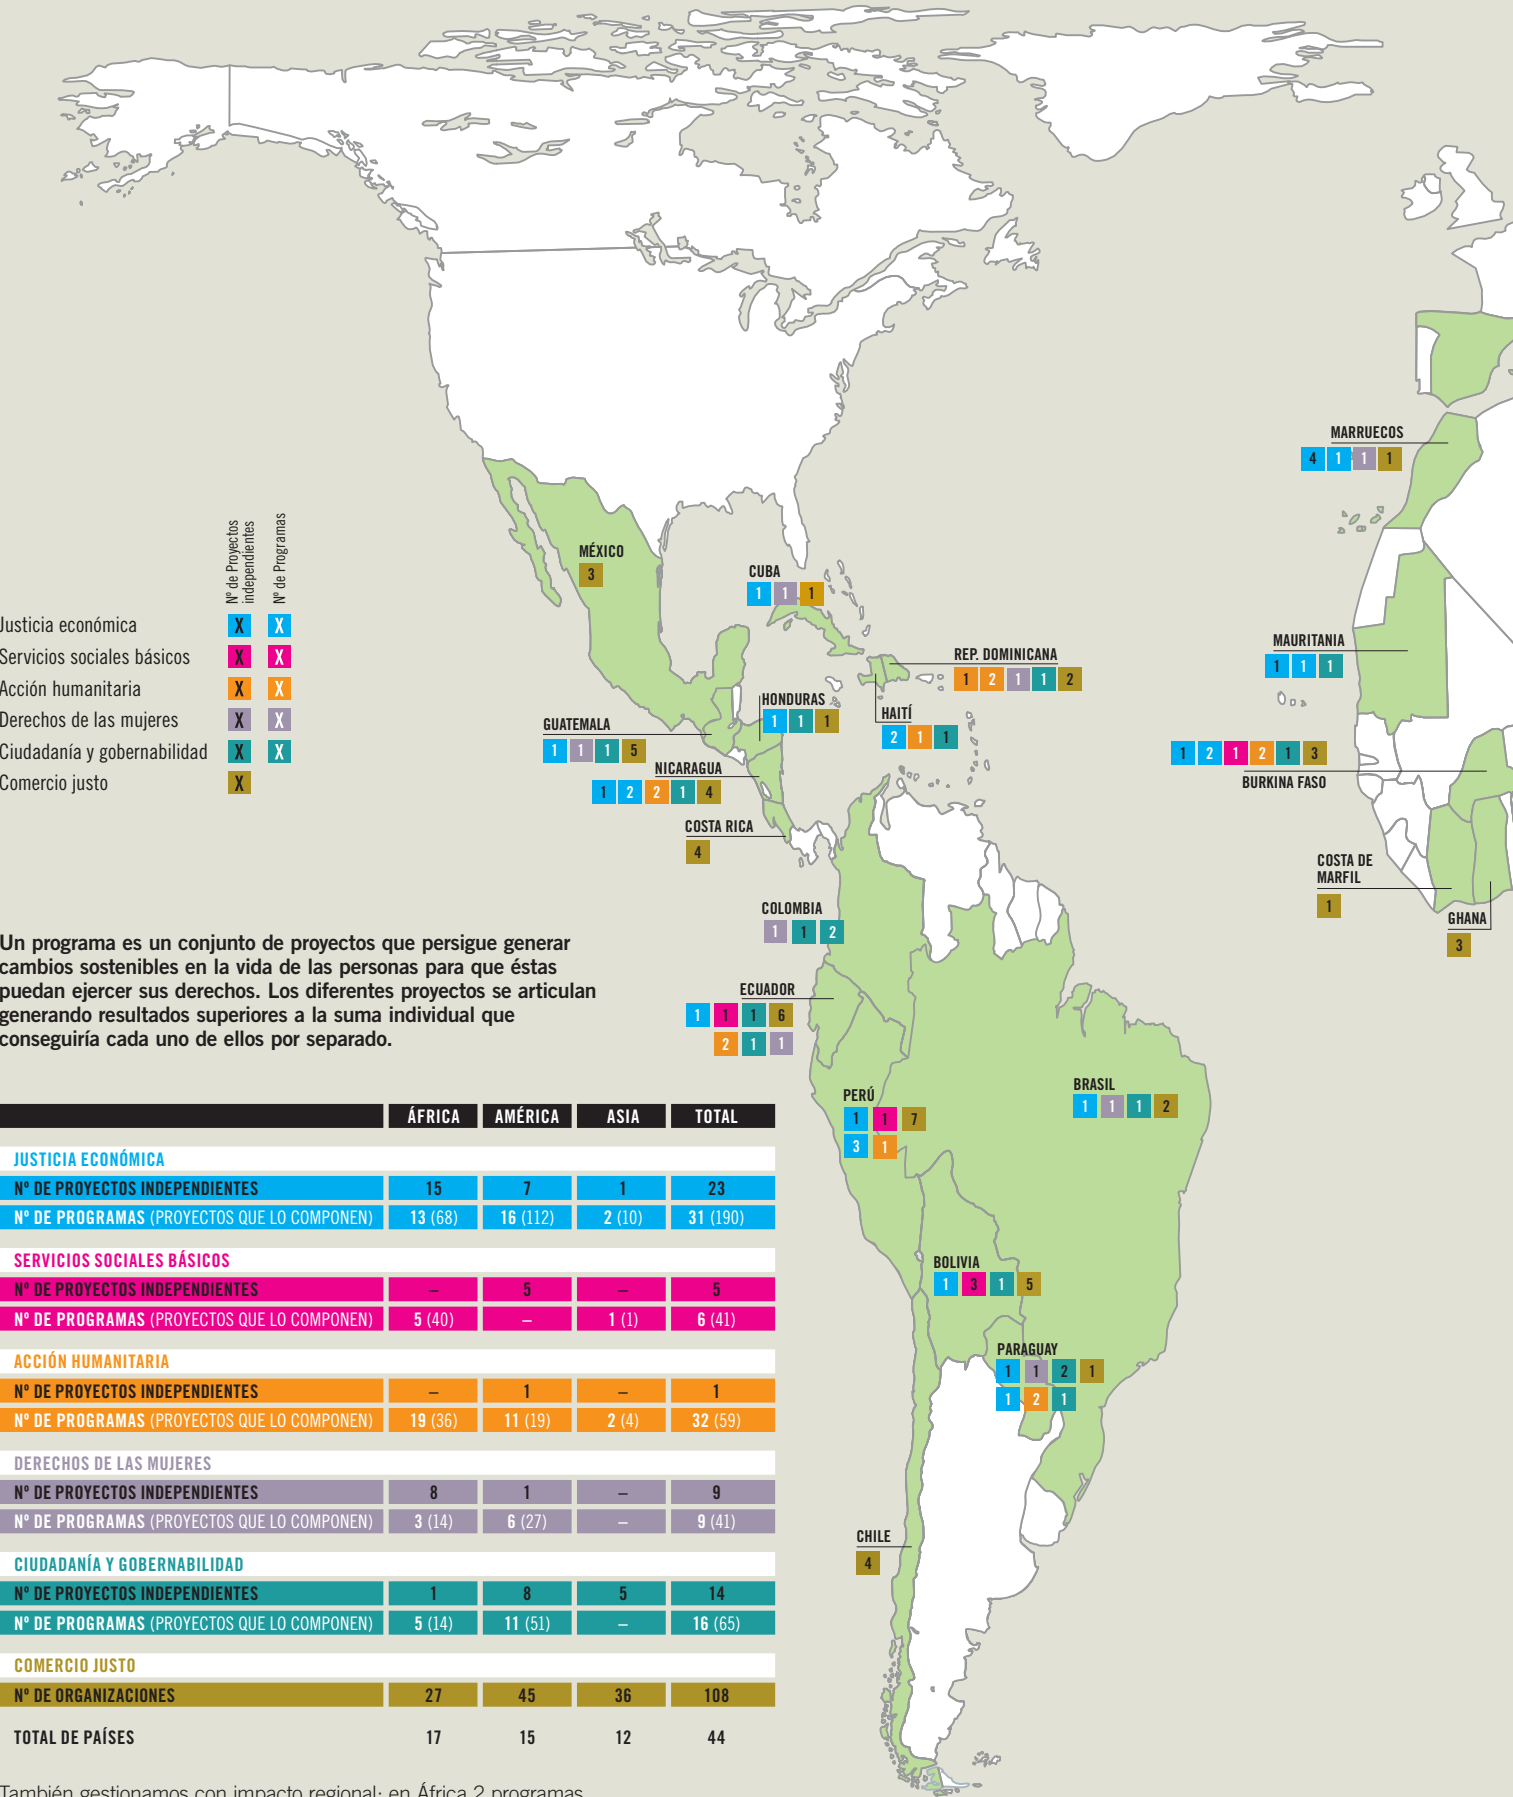 MARRUECOS
4 1 1 1
MÉXICO
3
CUBA
1 1 1
Nº de Proyectos
independientes
Nº de Programas
Justicia económica X X
Servicios sociales básicos X X
Acción humanitaria X X
Derechos de las mujeres X X
Ciudadanía y gobernabilidad X X
Comercio justo X
REP. DOMINICANA
1 2 1 1 2
MAURITANIA
1 1 1
HONDURAS
1 1 1
HAITÍ
2 1 1
GUATEMALA
1 1 1 5
NICARAGUA
1 2 2 1 4
1 2 1 2 1 3
BURKINA FASO
COSTA RICA
4
COSTA DE
MARFIL
1
GHANA
3
COLOMBIA
1 1 2
Un programa es un conjunto de proyectos que persigue generar
cambios sostenibles en la vida de las personas para que éstas
puedan ejercer sus derechos. Los diferentes proyectos se articulan
generando resultados superiores a la suma individual que
conseguiría cada uno de ellos por separado.
ECUADOR
1 1 1 6
2 1 1
PERÚ
1 1 7
3 1
BRASIL
1 1 1 2
BOLIVIA
1 3 1 5
PARAGUAY
1 1 2 1
1 2 1
CHILE
4
ÁFRICA AMÉRICA ASIA TOTAL
JUSTICIA ECONÓMICA
Nº DE PROYECTOS INDEPENDIENTES 15 7 1 23
Nº DE PROGRAMAS (PROYECTOS QUE LO COMPONEN) 13 (68) 16 (112) 2 (10) 31 (190)
SERVICIOS SOCIALES BÁSICOS
Nº DE PROYECTOS INDEPENDIENTES – 5 – 5
Nº DE PROGRAMAS (PROYECTOS QUE LO COMPONEN) 5 (40) – 1 (1) 6 (41)
ACCIÓN HUMANITARIA
Nº DE PROYECTOS INDEPENDIENTES – 1 – 1
Nº DE PROGRAMAS (PROYECTOS QUE LO COMPONEN) 19 (36) 11 (19) 2 (4) 32 (59)
DERECHOS DE LAS MUJERES
Nº DE PROYECTOS INDEPENDIENTES 8 1 – 9
Nº DE PROGRAMAS (PROYECTOS QUE LO COMPONEN) 3 (14) 6 (27) – 9 (41)
CIUDADANÍA Y GOBERNABILIDAD
Nº DE PROYECTOS INDEPENDIENTES 1 8 5 14
Nº DE PROGRAMAS (PROYECTOS QUE LO COMPONEN) 5 (14) 11 (51) – 16 (65)
COMERCIO JUSTO
Nº DE ORGANIZACIONES 27 45 36 108
TOTAL DE PAÍSES 17 15 12 44
También gestionamos con impacto regional: en África 2 programas